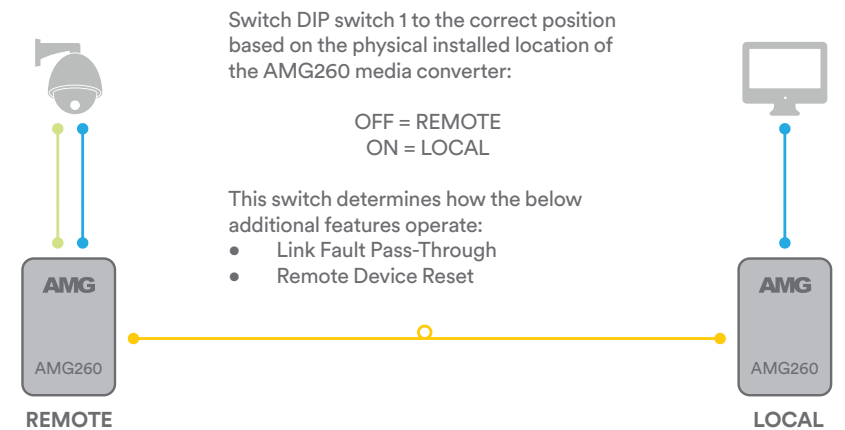 Switch DIP switch 1 to the correct position
based on the physical installed location of
the AMG260 media converter:
OFF = REMOTE
ON = LOCAL
This switch determines how the below
additional features operate:
● Link Fault Pass-Through
● Remote Device Reset
AMG
AMG260
REMOTE
AMG
AMG260
LOCAL